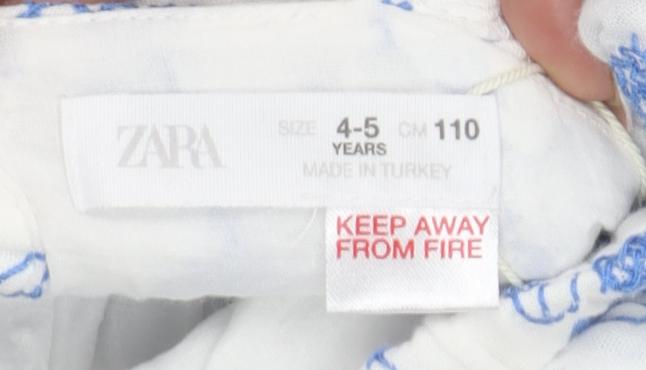 ZARA
SIZE 4-5 CM 110
YEARS
MADE IN TURKEY
KEEP AWAY
FROM FIRE